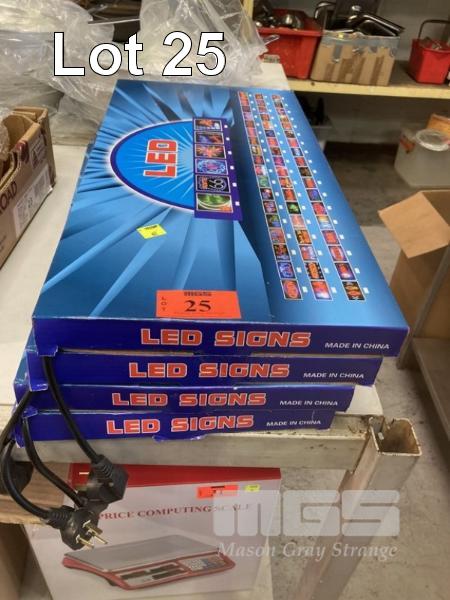 Lot 25
LED
MGS
LOT
25
LED SIGNS MADE IN CHINA
LED SIGNS MADE IN CHINA
LED SIGNS MADE IN CHINA
LED SIGNS MADE IN CHINA
PRICE COMPUTING SCALE
MGS
Mason Gray Strange